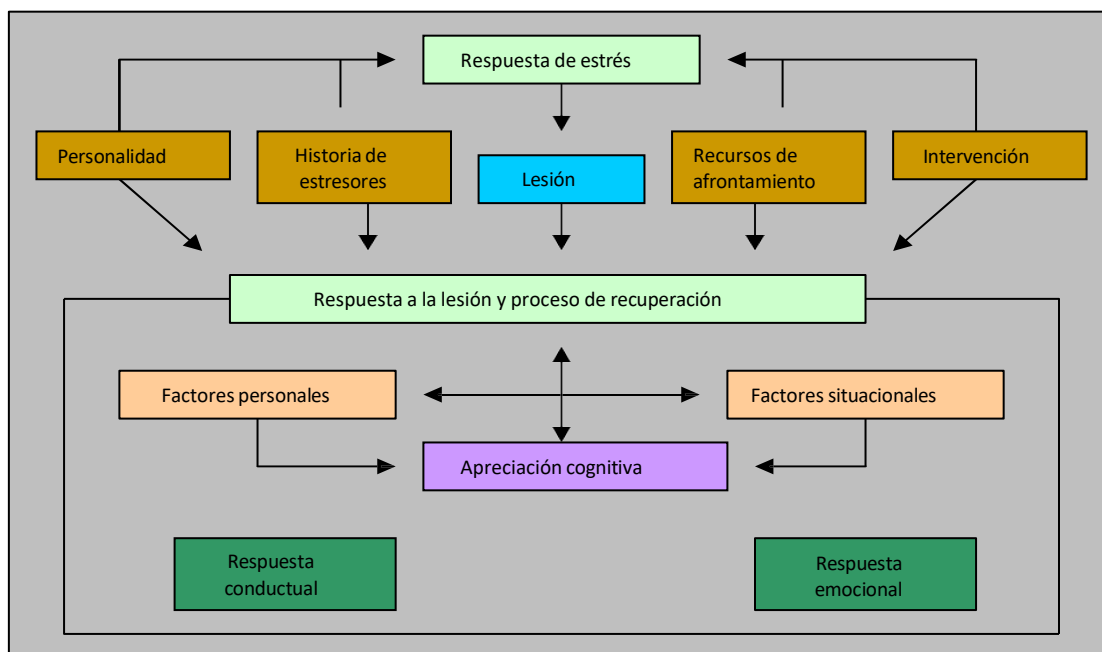 Respuesta de estrés
Personalidad
Historia de
estresores
Lesión
Recursos de
afrontamiento
Intervención
Respuesta a la lesión y proceso de recuperación
Factores personales
Factores situacionales
Apreciación cognitiva
Respuesta
conductual
Respuesta
emocional